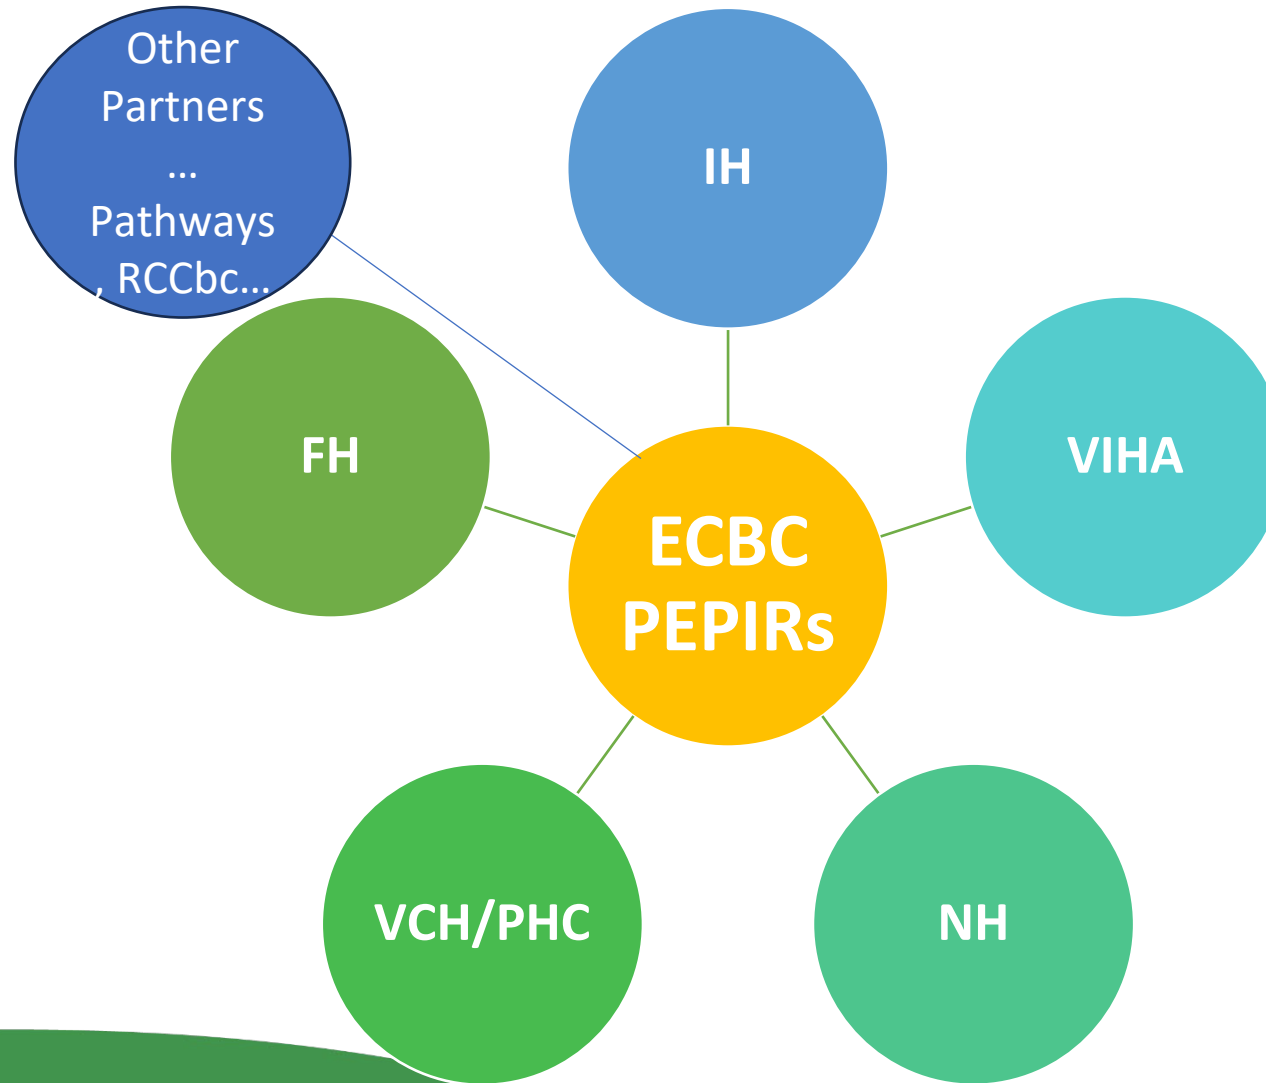 Other
Partners
...
Pathways
, RCCbc...
IH
FH
VIHA
ECBC
PEPIRs
VCH/PHC
NH